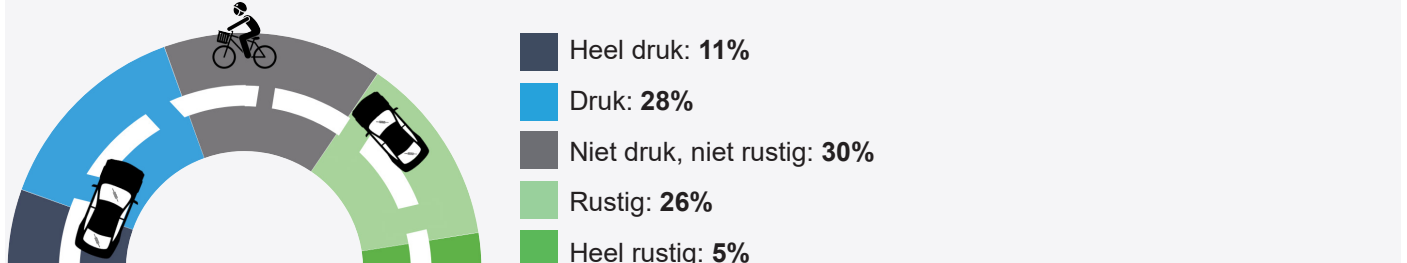 Heel druk: 11%
Druk: 28%
Niet druk, niet rustig: 30%
Rustig: 26%
Heel rustig: 5%